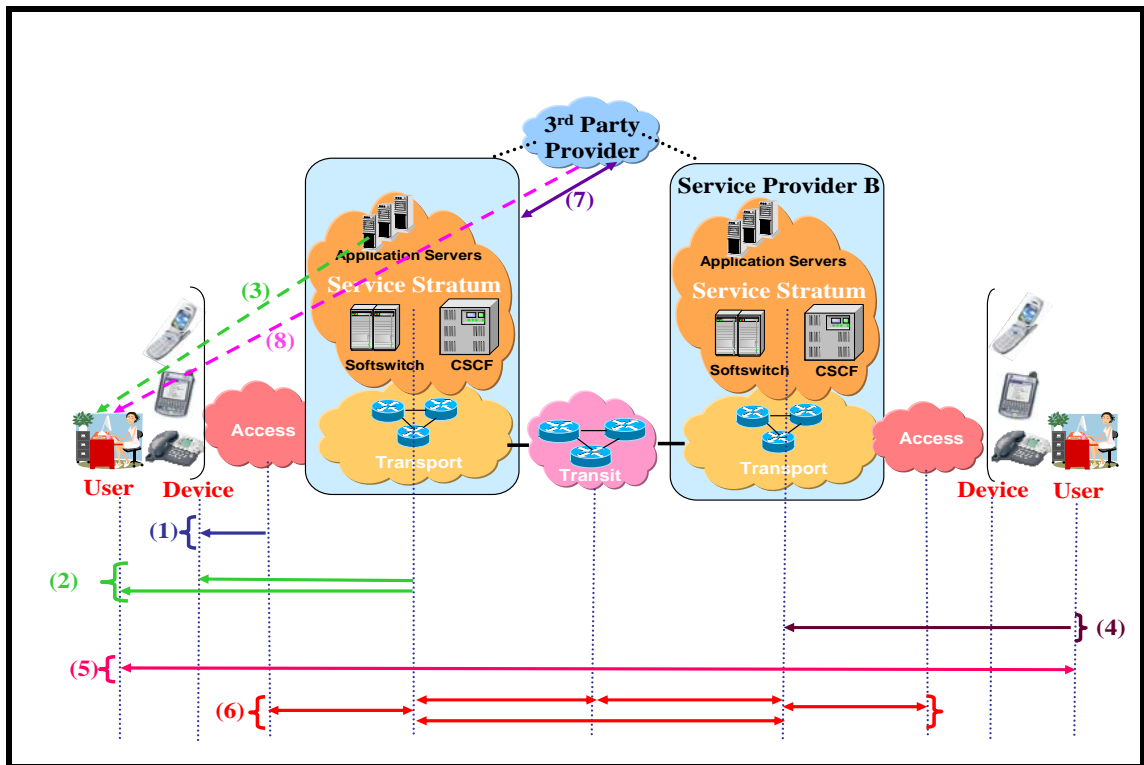 3rd Party
Provider
(7)
Service Provider B
Application Servers
Service Stratum
Softswitch
CSCF
Application Servers
Service Stratum
Softswitch
CSCF
(3)
(8)
Access
Transport
Transit
Transport
Access
User
Device
Device
User
(1)
(2)
(4)
(5)
(6)